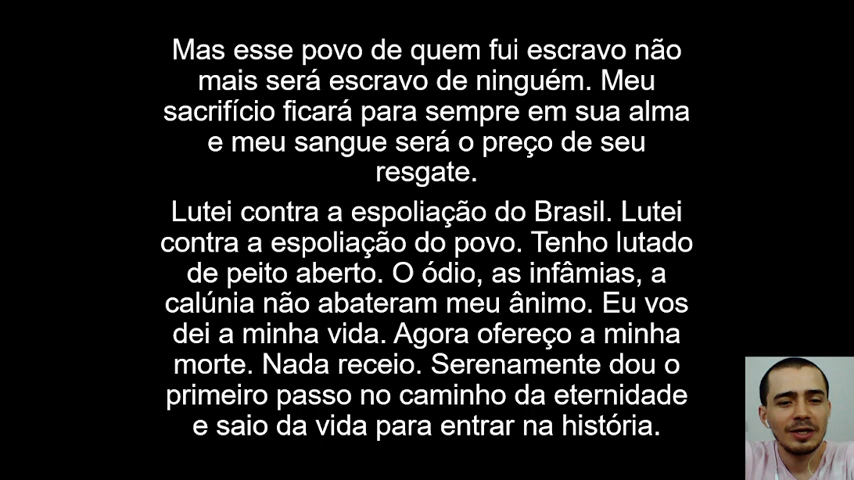 Mas esse povo de quem fui escravo não
mais será escravo de ninguém. Meu
sacrifício ficará para sempre em sua alma
e meu sangue será o preço de seu
resgate.
Lutei contra a espoliação do Brasil. Lutei
contra a espoliação do povo. Tenho lutado
de peito aberto. O ódio, as infâmias, a
calúnia não abateram meu ânimo. Eu vos
dei a minha vida. Agora ofereço a minha
morte. Nada receio. Serenamente dou o
primeiro passo no caminho da eternidade
e saio da vida para entrar na história.